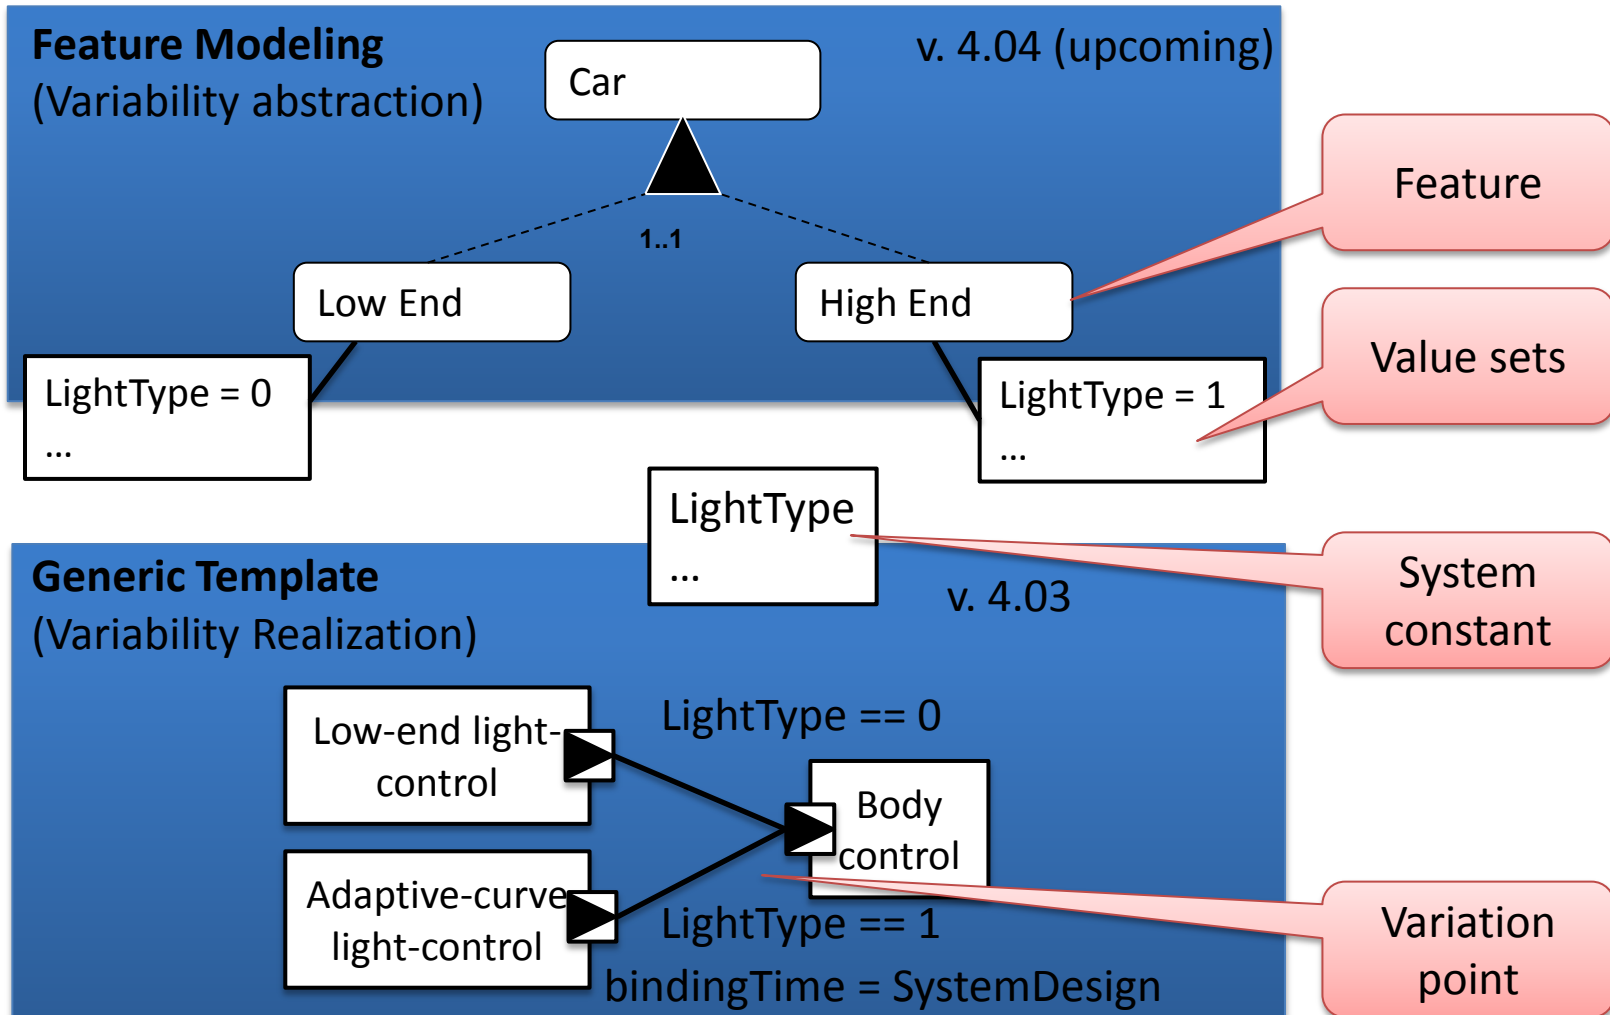 Feature Modeling
(Variability abstraction)
v. 4.04 (upcoming)
Car
Feature
1..1
Low End
High End
Value sets
LightType = 0
...
LightType = 1
...
LightType
...
System
constant
Generic Template
(Variability Realization)
v. 4.03
Low-end light-
control
LightType == 0
Body
control
Adaptive-curve
light-control
LightType == 1
bindingTime = SystemDesign
Variation
point